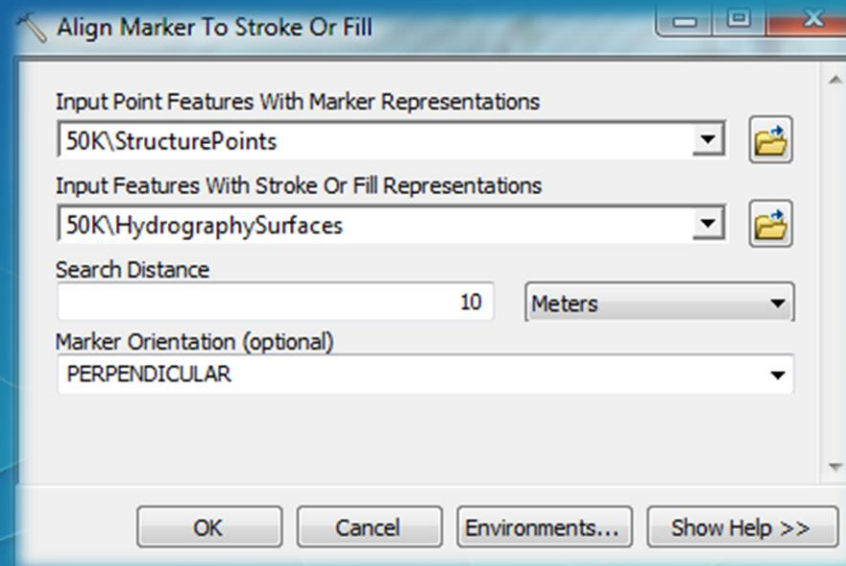 Align Marker To Stroke Or Fill
Input Point Features With Marker Representations
50K\StructurePoints
Input Features With Stroke Or Fill Representations
50K\HydrographySurfaces
Search Distance
10 Meters
Marker Orientation (optional)
PERPENDICULAR
OK Cancel Environments... Show Help >>